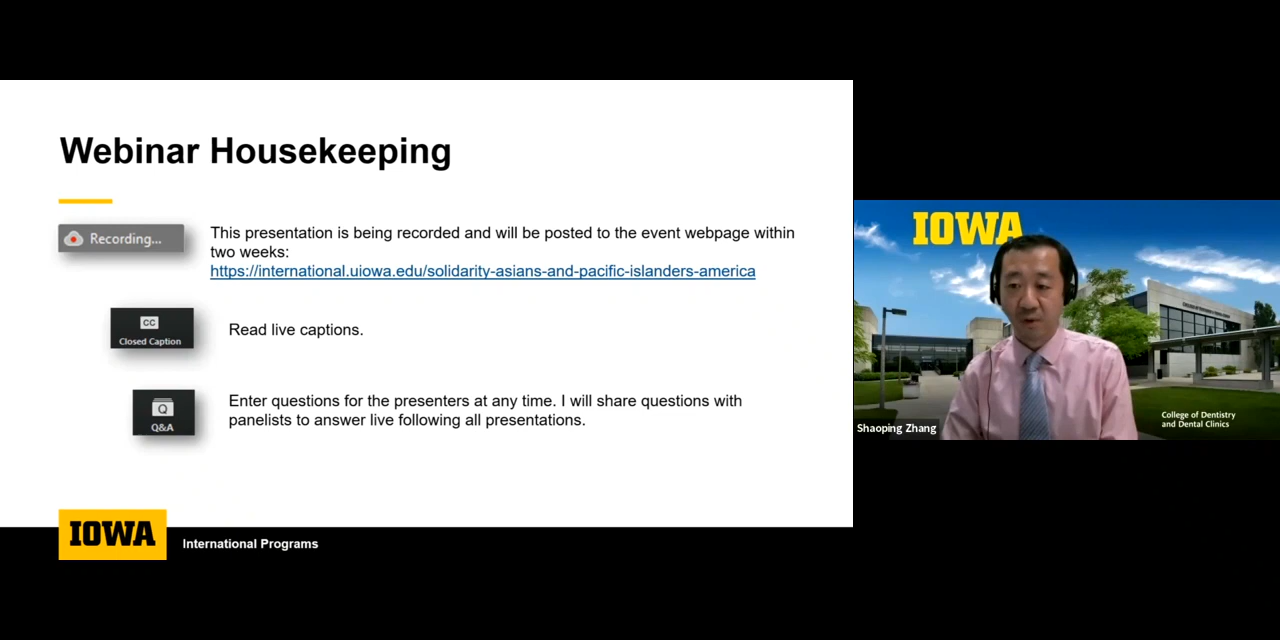 Webinar Housekeeping
Recording...
This presentation is being recorded and will be posted to the event webpage within
two weeks:
https://international.uiowa.edu/solidarity-asians-and-pacific-islanders-america
CC
Closed Caption
Read live captions.
Q
Q&A
Enter questions for the presenters at any time. I will share questions with
panelists to answer live following all presentations.
IOWA
International Programs
IOWA
College of Dentistry
and Dental Clinics
Shaoping Zhang